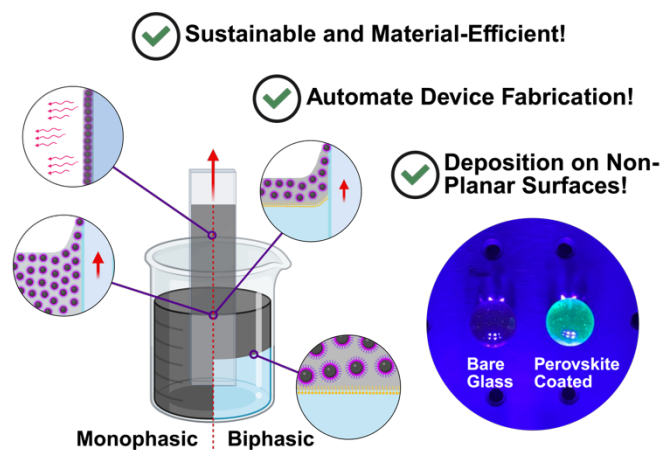 Sustainable and Material-Efficient!
Automate Device Fabrication!
Deposition on Non-
Planar Surfaces!
Bare
Glass
Perovskite
Coated
Monophasic
Biphasic